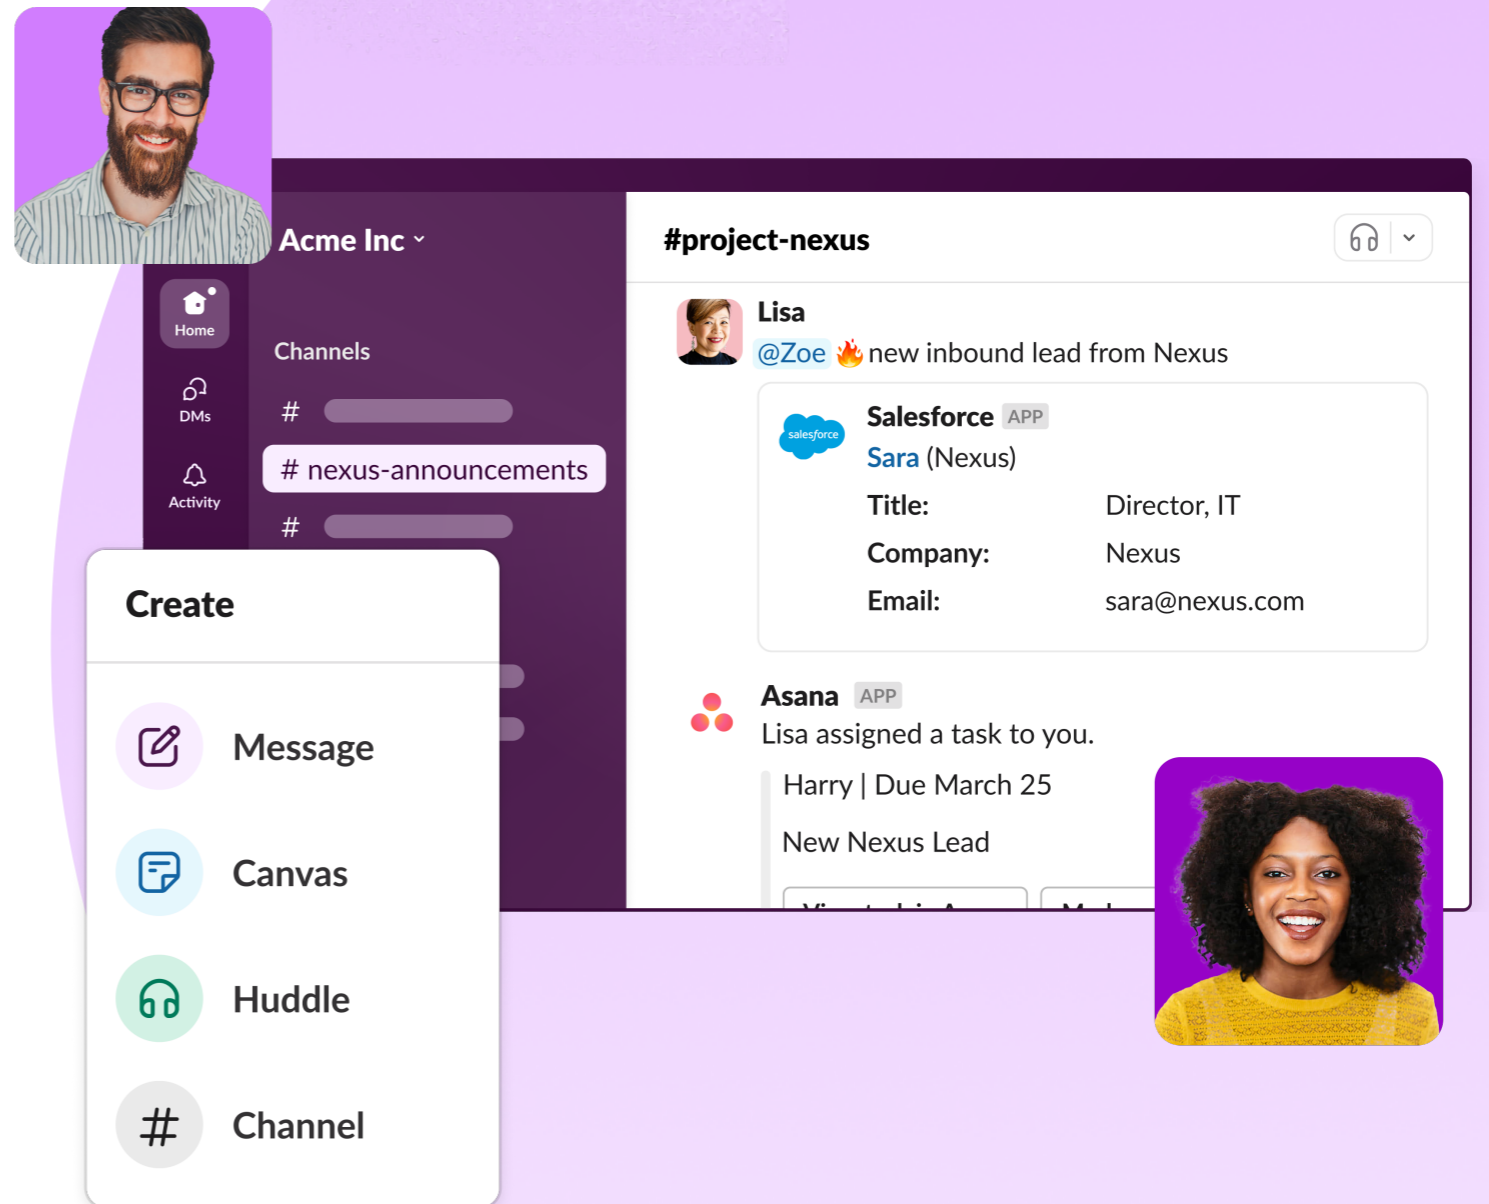 Acme Inc
Home
DMs
Activity
Channels
#
# nexus-announcements
#
Create
Message
Canvas
Huddle
Channel
#project-nexus
Lisa
@Zoe 🔥 new inbound lead from Nexus
salesforce
Salesforce APP
Sara (Nexus)
Title: Director, IT
Company: Nexus
Email: sara@nexus.com
Asana APP
Lisa assigned a task to you.
Harry | Due March 25
New Nexus Lead